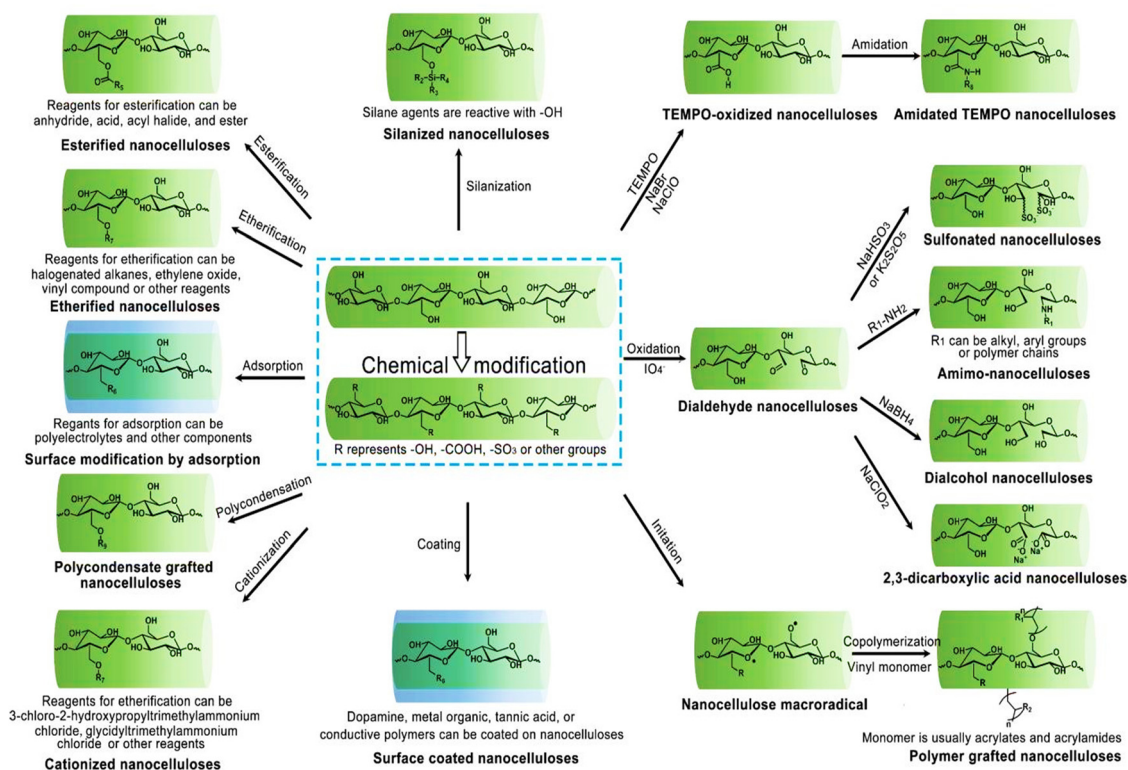 Reagents for esterification can be
anhydride, acid, acyl halide, and ester
Esterified nanocelluloses
Esterification
Silane agents are reactive with -OH
Silanized nanocelluloses
Silanization
TEMPO-oxidized nanocelluloses
TEMPO
NaBr
NaClO
Amidation
Amidated TEMPO nanocelluloses
Etherification
Reagents for etherification can be
halogenated alkanes, ethylene oxide,
vinyl compound or other reagents
Etherified nanocelluloses
Adsorption
Regants for adsorption can be
polyelectrolytes and other components
Surface modification by adsorption
Chemical modification
R represents -OH, -COOH, -SO3 or other groups
Oxidation
IO4-
Dialdehyde nanocelluloses
NaHSO3
or K2S2O5
Sulfonated nanocelluloses
R1-NH2
R1 can be alkyl, aryl groups
or polymer chains
Amimo-nanocelluloses
NaBH4
Dialcohol nanocelluloses
NaClO2
2,3-dicarboxylic acid nanocelluloses
Polycondensation
Polycondensate grafted
nanocelluloses
Cationization
Reagents for etherification can be
3-chloro-2-hydroxypropyltrimethylammonium
chloride, glycidyltrimethylammonium
chloride or other reagents
Cationized nanocelluloses
Coating
Dopamine, metal organic, tannic acid, or
conductive polymers can be coated on nanocelluloses
Surface coated nanocelluloses
Initation
Nanocellulose macroradical
Copolymerization
Vinyl monomer
Monomer is usually acrylates and acrylamides
Polymer grafted nanocelluloses